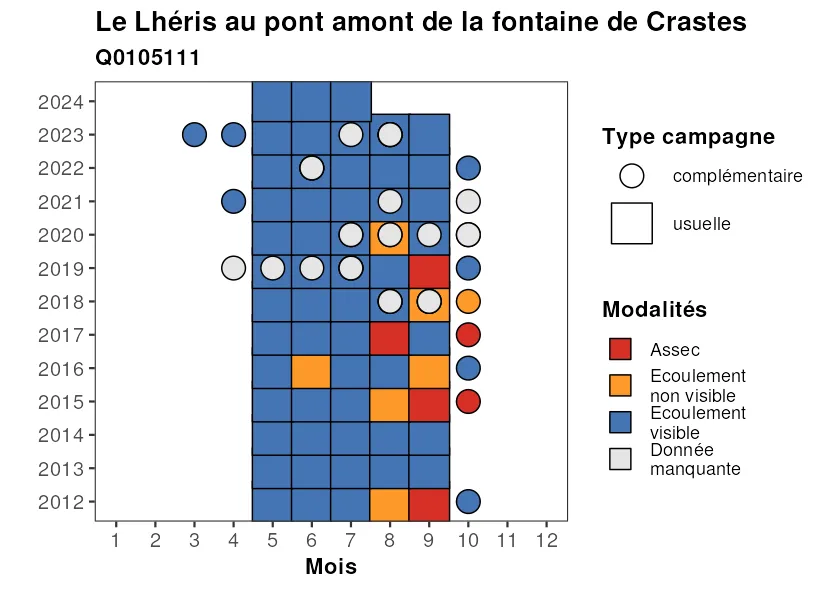 Le Lhéris au pont amont de la fontaine de Crastes
Q0105111
2024
2023
2022
2021
2020
2019
2018
2017
2016
2015
2014
2013
2012
1 2 3 4 5 6 7 8 9 10 11 12
Mois
Type campagne
complémentaire
usuelle
Modalités
Assec
Ecoulement
non visible
Ecoulement
visible
Donnée
manquante